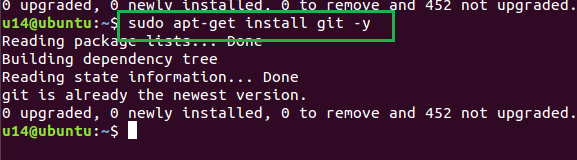 0 upgraded, 0 newly installed, 0 to remove and 452 not upgraded.
u14@ubuntu:~$ sudo apt-get install git -y
Reading package lists... Done
Building dependency tree
Reading state information... Done
git is already the newest version.
0 upgraded, 0 newly installed, 0 to remove and 452 not upgraded.
u14@ubuntu:~$